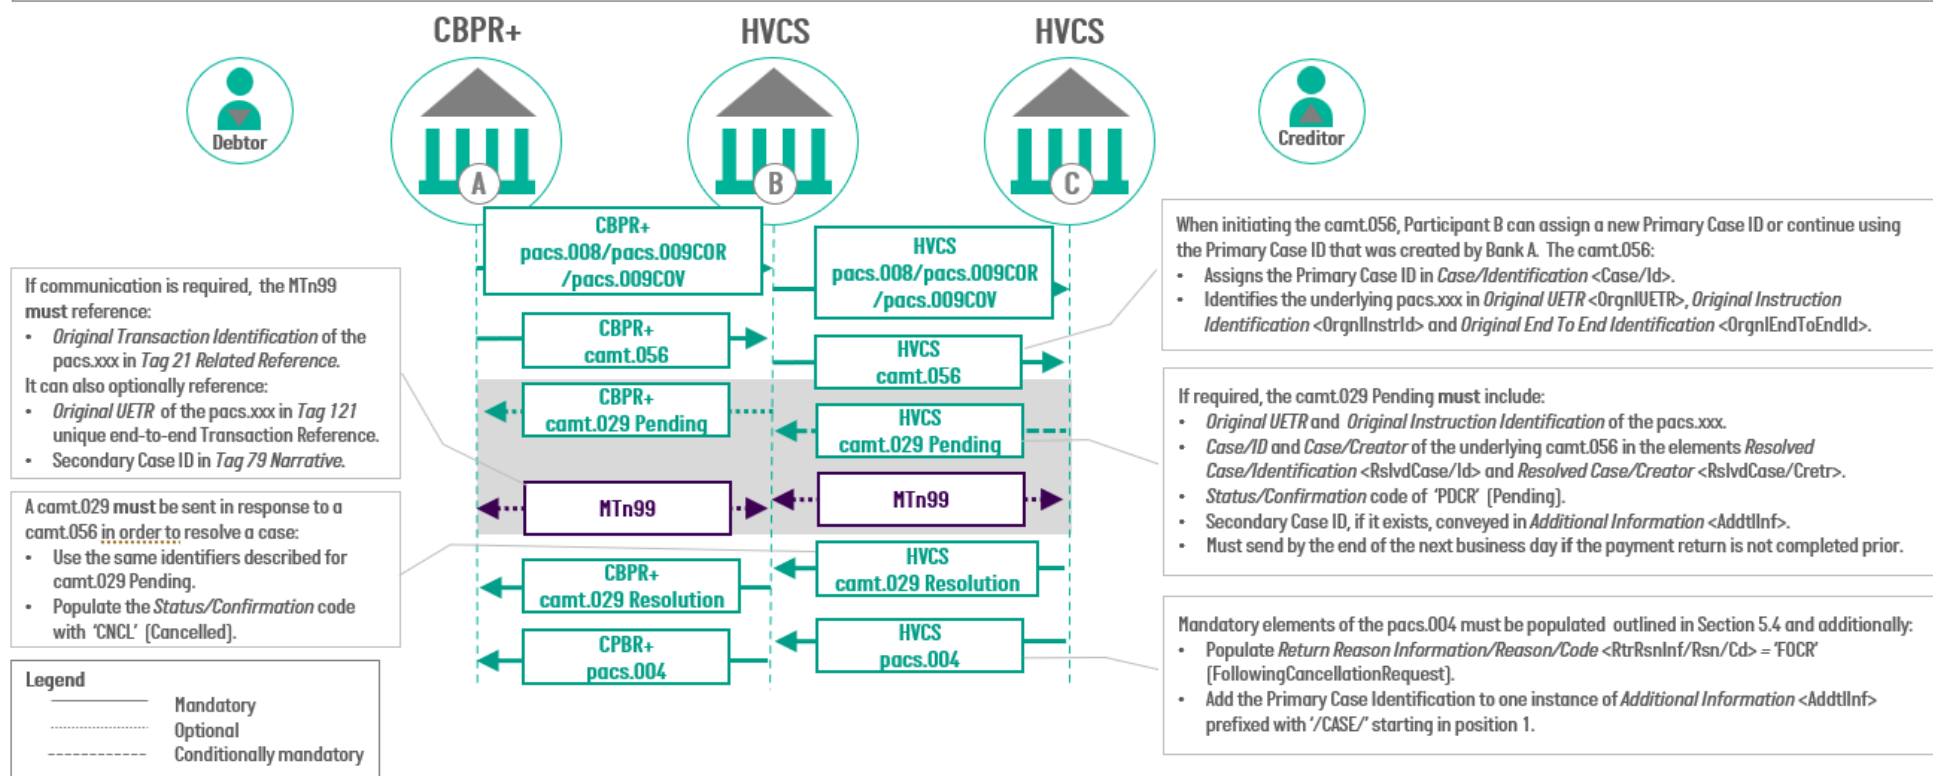 CBPR+
HVCS
HVCS
Debtor
A
B
C
Creditor
CBPR+
pacs.008/pacs.009COR
/pacs.009COV
HVCS
pacs.008/pacs.009COR
/pacs.009COV
CBPR+
camt.056
HVCS
camt.056
CBPR+
camt.029 Pending
HVCS
camt.029 Pending
MTn99
MTn99
HVCS
camt.029 Resolution
CBPR+
camt.029 Resolution
HVCS
pacs.004
CPBR+
pacs.004
If communication is required, the MTn99
must reference:
• Original Transaction Identification of the
pacs.xxx in Tag 21 Related Reference.
It can also optionally reference:
• Original UETR of the pacs.xxx in Tag 121
unique end-to-end Transaction Reference.
• Secondary Case ID in Tag 79 Narrative.
A camt.029 must be sent in response to a
camt.056 in order to resolve a case:
• Use the same identifiers described for
camt.029 Pending.
• Populate the Status/Confirmation code
with ‘CNCL’ (Cancelled).
Legend
Mandatory
Optional
Conditionally mandatory
When initiating the camt.056, Participant B can assign a new Primary Case ID or continue using
the Primary Case ID that was created by Bank A. The camt.056:
• Assigns the Primary Case ID in Case/Identification <Case/Id>.
• Identifies the underlying pacs.xxx in Original UETR <OrgnlUETR>, Original Instruction
Identification <OrgnlInstrId> and Original End To End Identification <OrgnlEndToEndId>.
If required, the camt.029 Pending must include:
• Original UETR and Original Instruction Identification of the pacs.xxx.
• Case/ID and Case/Creator of the underlying camt.056 in the elements Resolved
Case/Identification <RslvdCase/Id> and Resolved Case/Creator <RslvdCase/Cretr>.
• Status/Confirmation code of ‘PDCR’ (Pending).
• Secondary Case ID, if it exists, conveyed in Additional Information <AddtlInf>.
• Must send by the end of the next business day if the payment return is not completed prior.
Mandatory elements of the pacs.004 must be populated outlined in Section 5.4 and additionally:
• Populate Return Reason Information/Reason/Code <RtrRsnInf/Rsn/Cd> = ‘FOCR’
(FollowingCancellationRequest).
• Add the Primary Case Identification to one instance of Additional Information <AddtlInf>
prefixed with ‘/CASE/’ starting in position 1.